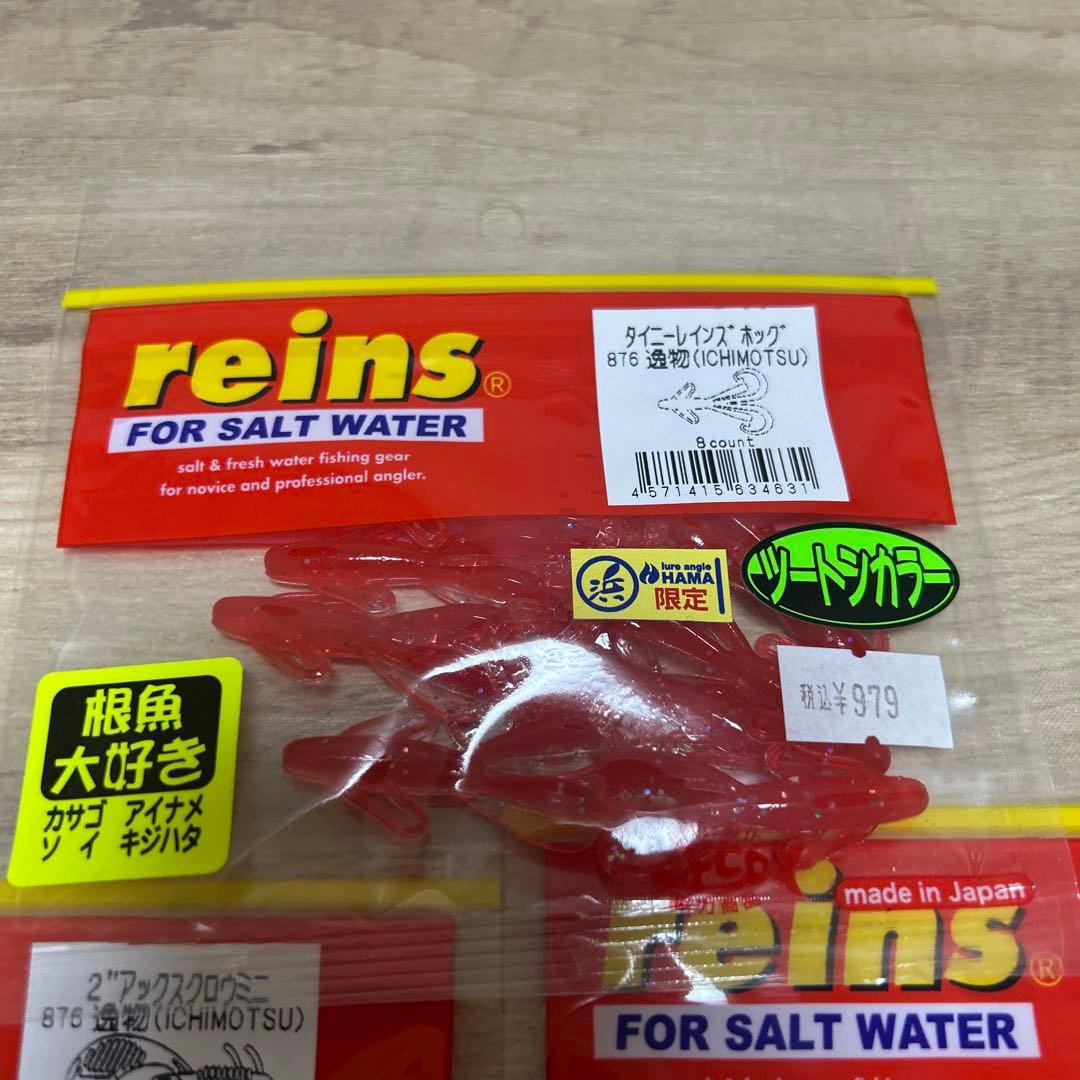 reins®
FOR SALT WATER
salt & fresh water fishing gear
for novice and professional angler.
タイニーレインズ ホッグ
876 逸物(ICHIMOTSU)
8 count
4 571415 634631
浜
lure angle
HAMA
限定
ツートンカラー
税込¥979
根魚
大好き
カサゴ アイナメ
ソイ キジハタ
2"アックスクロウミニ
876 逸物(ICHIMOTSU)
made in Japan
reins®
FOR SALT WATER